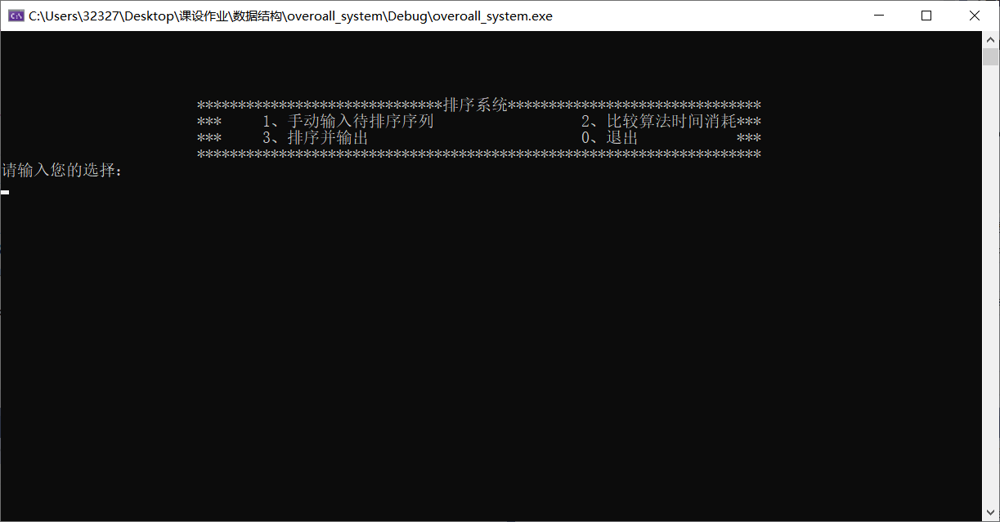 C:\Users\32327\Desktop\课设作业\数据结构\overoall_system\Debug\overoall_system.exe
******************************排序系统*******************************
***     1、手动输入待排序序列                  2、比较算法时间消耗***
***     3、排序并输出                          0、退出            ***
*********************************************************************
请输入您的选择：